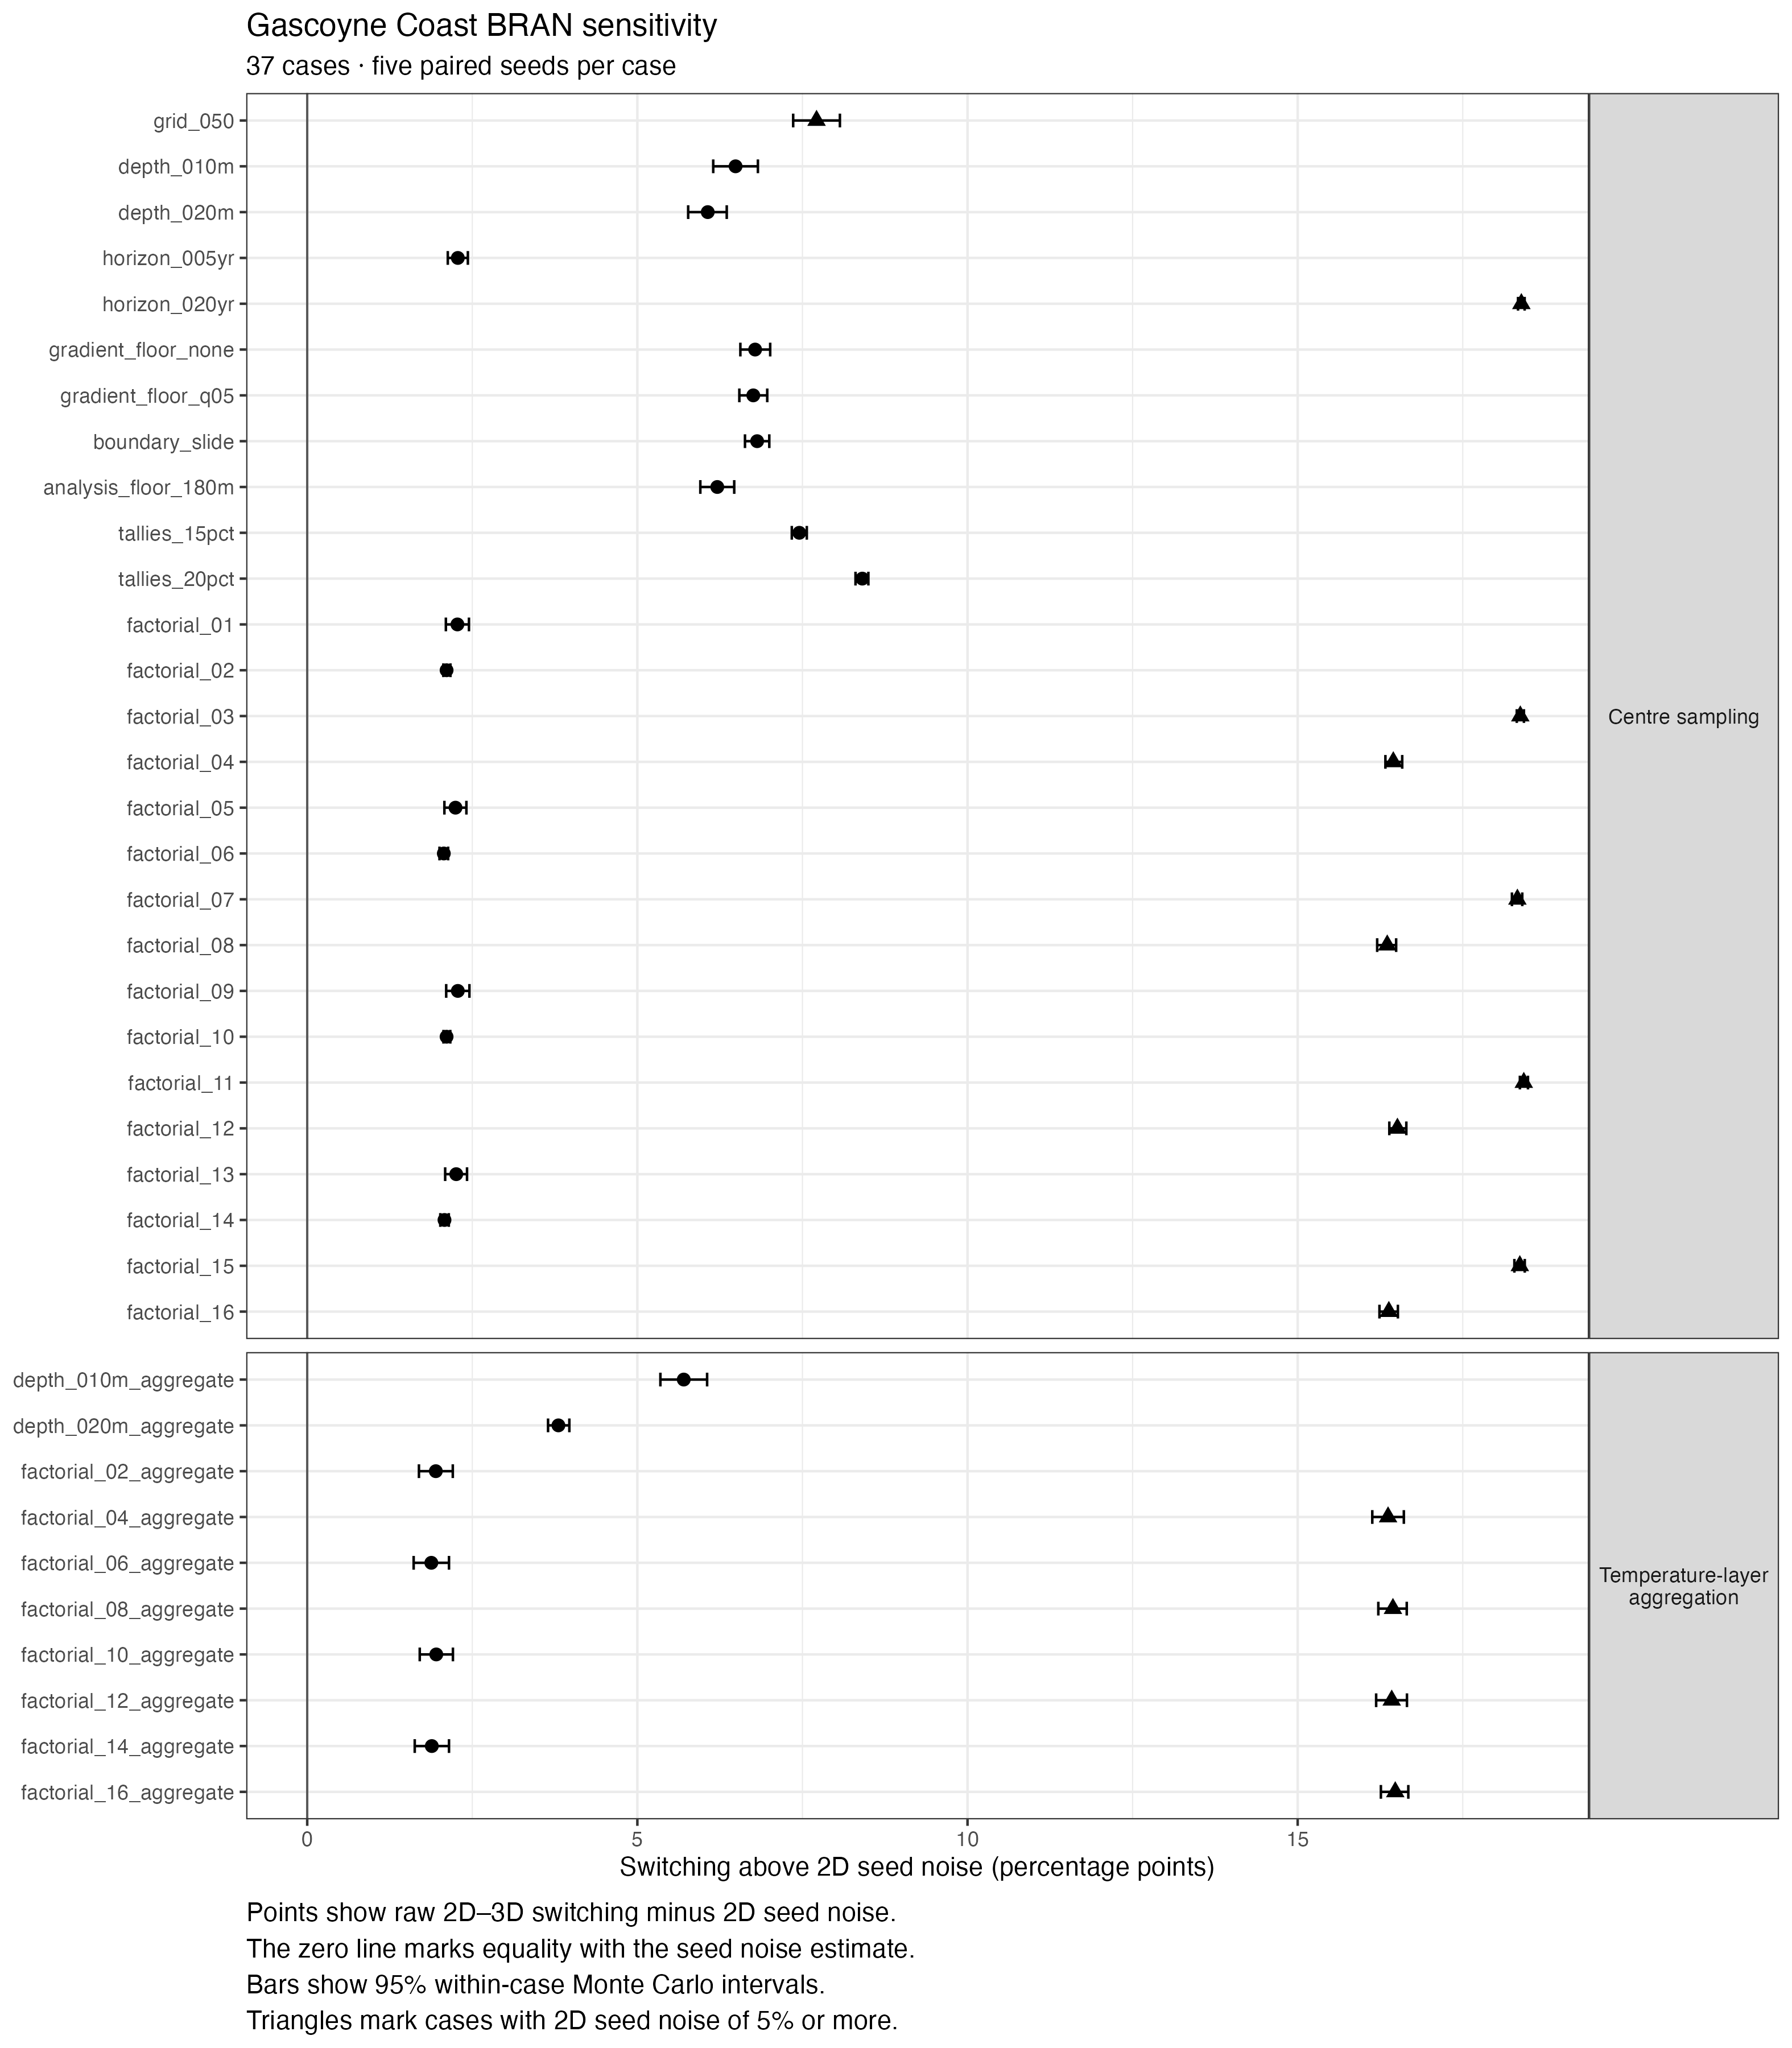 Gascoyne Coast BRAN sensitivity
37 cases · five paired seeds per case
grid_050
depth_010m
depth_020m
horizon_005yr
horizon_020yr
gradient_floor_none
gradient_floor_q05
boundary_slide
analysis_floor_180m
tallies_15pct
tallies_20pct
factorial_01
factorial_02
factorial_03
Centre sampling
factorial_04
factorial_05
factorial_06
factorial_07
factorial_08
factorial_09
factorial_10
factorial_11
factorial_12
factorial_13
factorial_14
factorial_15
factorial_16
depth_010m_aggregate
depth_020m_aggregate
factorial_02_aggregate
factorial_04_aggregate
factorial_06_aggregate
Temperature-layer
aggregation
factorial_08_aggregate
factorial_10_aggregate
factorial_12_aggregate
factorial_14_aggregate
factorial_16_aggregate
0 5 10 15
Switching above 2D seed noise (percentage points)
Points show raw 2D–3D switching minus 2D seed noise.
The zero line marks equality with the seed noise estimate.
Bars show 95% within-case Monte Carlo intervals.
Triangles mark cases with 2D seed noise of 5% or more.